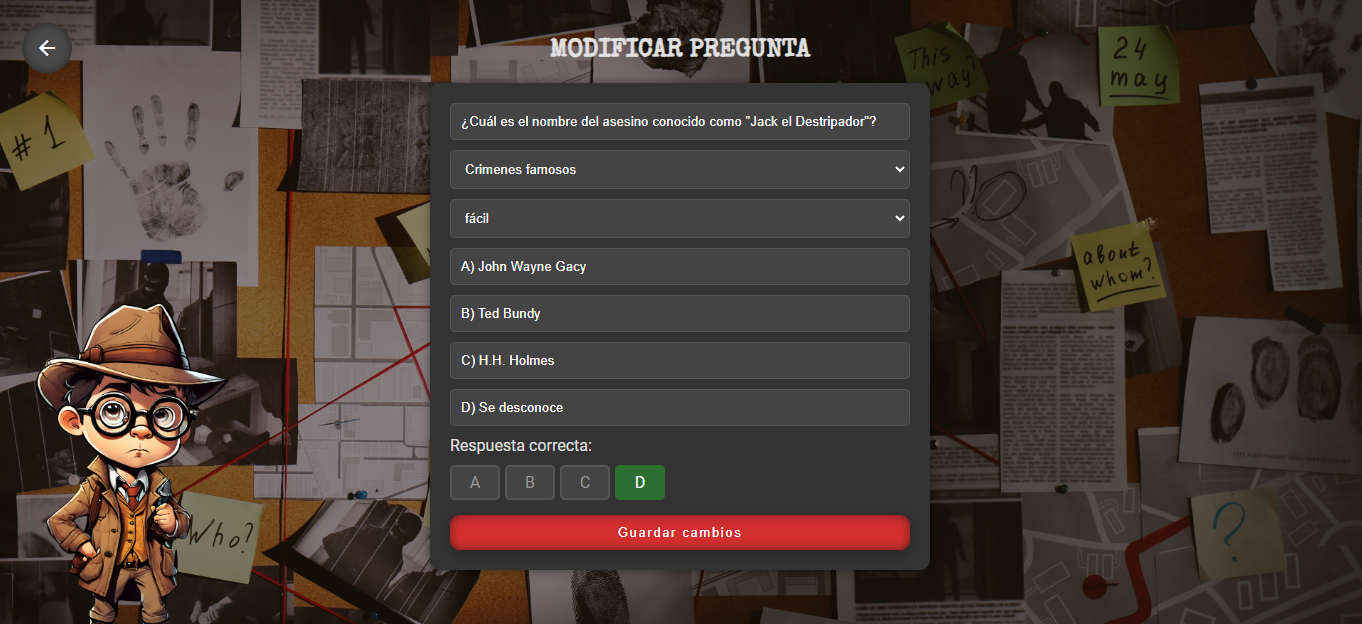 MODIFICAR PREGUNTA
This way?
24 may
#1
¿Cuál es el nombre del asesino conocido como "Jack el Destripador"?
Crimenes famosos
fácil
about whom?
A) John Wayne Gacy
B) Ted Bundy
C) H.H. Holmes
D) Se desconoce
Respuesta correcta:
A B C D
Who?
?
Guardar cambios